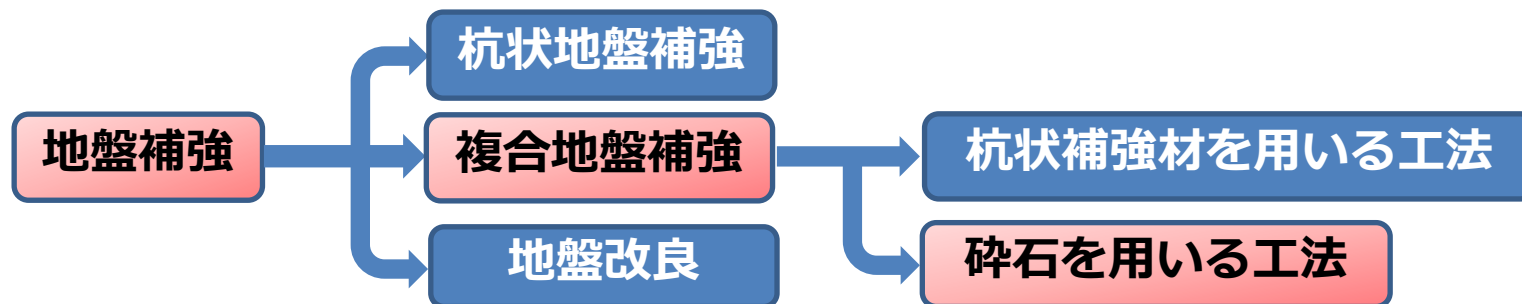 杭状地盤補強
地盤補強
複合地盤補強
杭状補強材を用いる工法
地盤改良
砕石を用いる工法